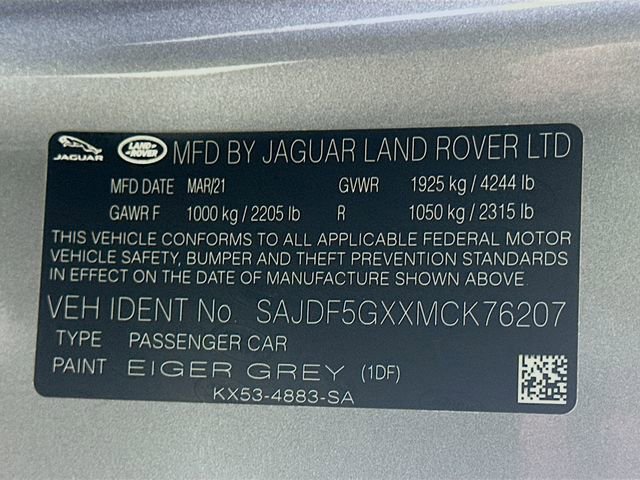 JAGUAR LAND ROVER MFD BY JAGUAR LAND ROVER LTD
MFD DATE MAR/21 GVWR 1925 kg / 4244 lb
GAWR F 1000 kg / 2205 lb R 1050 kg / 2315 lb
THIS VEHICLE CONFORMS TO ALL APPLICABLE FEDERAL MOTOR
VEHICLE SAFETY, BUMPER AND THEFT PREVENTION STANDARDS
IN EFFECT ON THE DATE OF MANUFACTURE SHOWN ABOVE.
VEH IDENT No. SAJDF5GXXMCK76207
TYPE PASSENGER CAR
PAINT EIGER GREY (1DF)
KX53-4883-SA